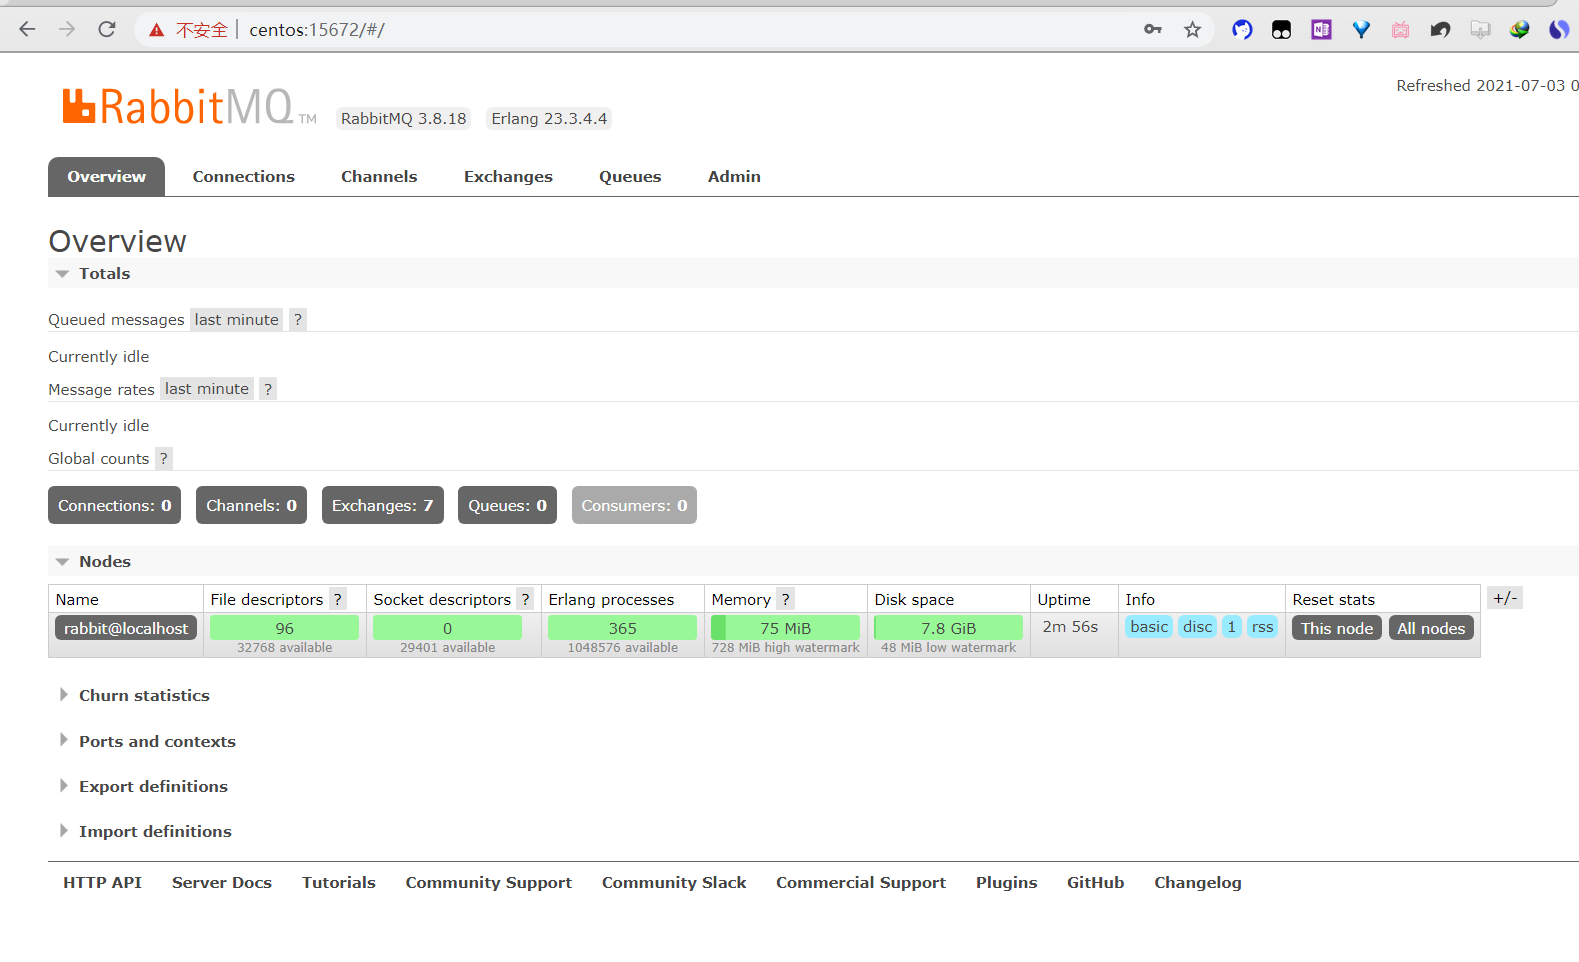 不安全 centos:15672/#/
Refreshed 2021-07-03 0
RabbitMQ TM RabbitMQ 3.8.18 Erlang 23.3.4.4
Overview Connections Channels Exchanges Queues Admin
Overview
Totals
Queued messages last minute ?
Currently idle
Message rates last minute ?
Currently idle
Global counts ?
Connections: 0 Channels: 0 Exchanges: 7 Queues: 0 Consumers: 0
Nodes
Name File descriptors ? Socket descriptors ? Erlang processes Memory ? Disk space Uptime Info Reset stats +/-
rabbit@localhost 96 0 365 75 MiB 7.8 GiB 2m 56s basic disc 1 rss This node All nodes
32768 available 29401 available 1048576 available 728 MiB high watermark 48 MiB low watermark
Churn statistics
Ports and contexts
Export definitions
Import definitions
HTTP API Server Docs Tutorials Community Support Community Slack Commercial Support Plugins GitHub Changelog